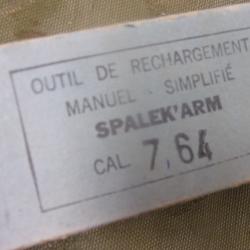 OUTIL DE RECHARGEMENT
MANUEL - SIMPLIFIÉ
SPALEK'ARM
CAL 7,64